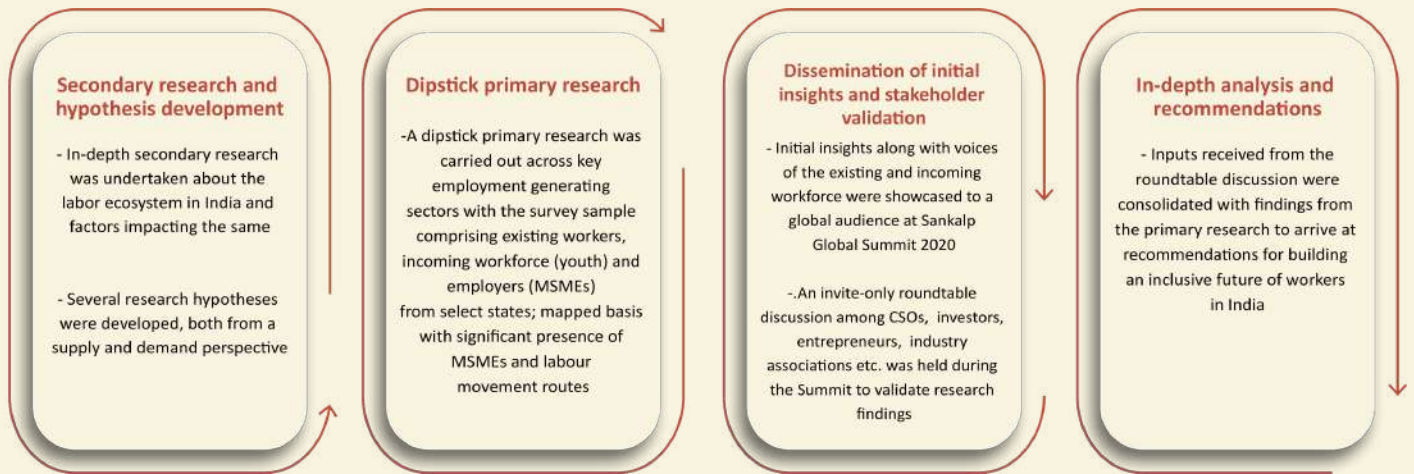 Secondary research and
hypothesis development
- In-depth secondary research
was undertaken about the
labor ecosystem in India and
factors impacting the same
- Several research hypotheses
were developed, both from a
supply and demand perspective
Dipstick primary research
-A dipstick primary research was
carried out across key
employment generating
sectors with the survey sample
comprising existing workers,
incoming workforce (youth) and
employers (MSMEs)
from select states; mapped basis
with significant presence of
MSMEs and labour
movement routes
Dissemination of initial
insights and stakeholder
validation
- Initial insights along with voices
of the existing and incoming
workforce were showcased to a
global audience at Sankalp
Global Summit 2020
-.An invite-only roundtable
discussion among CSOs, investors,
entrepreneurs, industry
associations etc. was held during
the Summit to validate research
findings
In-depth analysis and
recommendations
- Inputs received from the
roundtable discussion were
consolidated with findings from
the primary research to arrive at
recommendations for building
an inclusive future of workers
in India